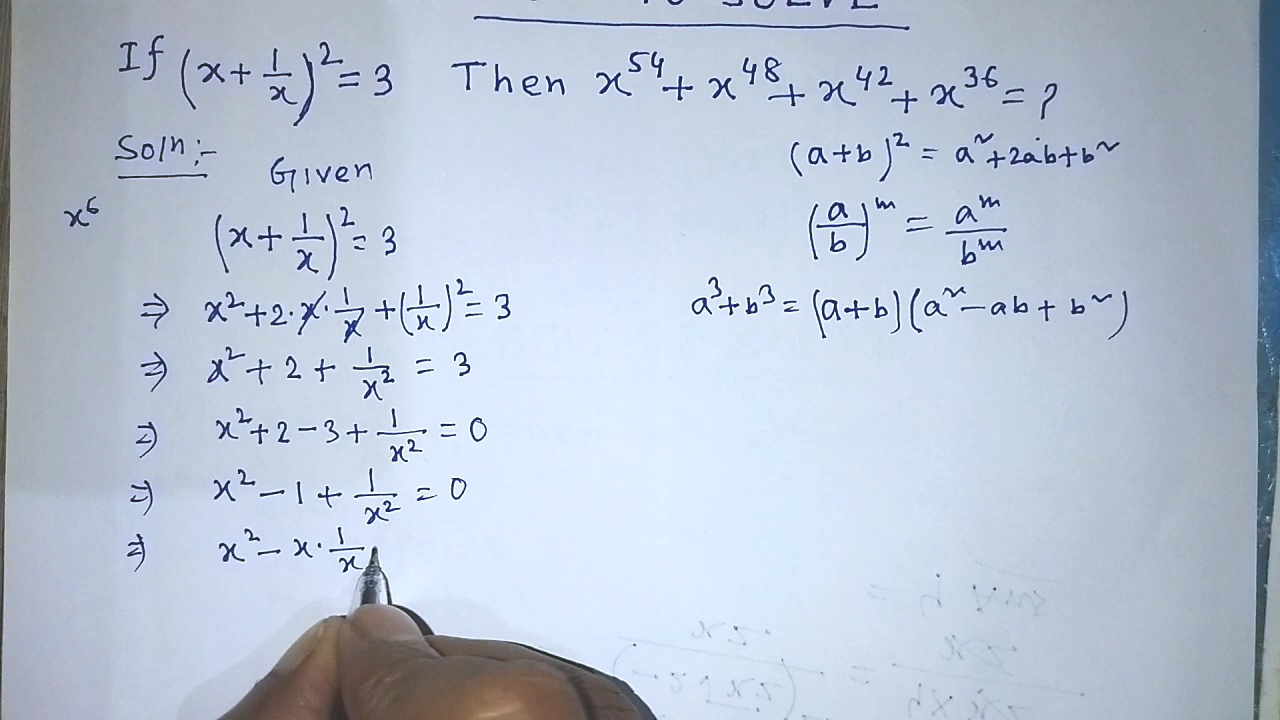 TO SOLVE
If (x + 1/x)² = 3 Then x⁵⁴ + x⁴⁸ + x⁴² + x³⁶ = ?
Solⁿ:-
Given
(a+b)² = a² + 2ab + b²
x⁶
(x + 1/x)² = 3
(a/b)ᵐ = aᵐ/bᵐ
⇒ x² + 2·x·1/x + (1/x)² = 3
a³ + b³ = (a+b)(a² − ab + b²)
⇒ x² + 2 + 1/x² = 3
⇒ x² + 2 − 3 + 1/x² = 0
⇒ x² − 1 + 1/x² = 0
⇒ x² − x·1/x